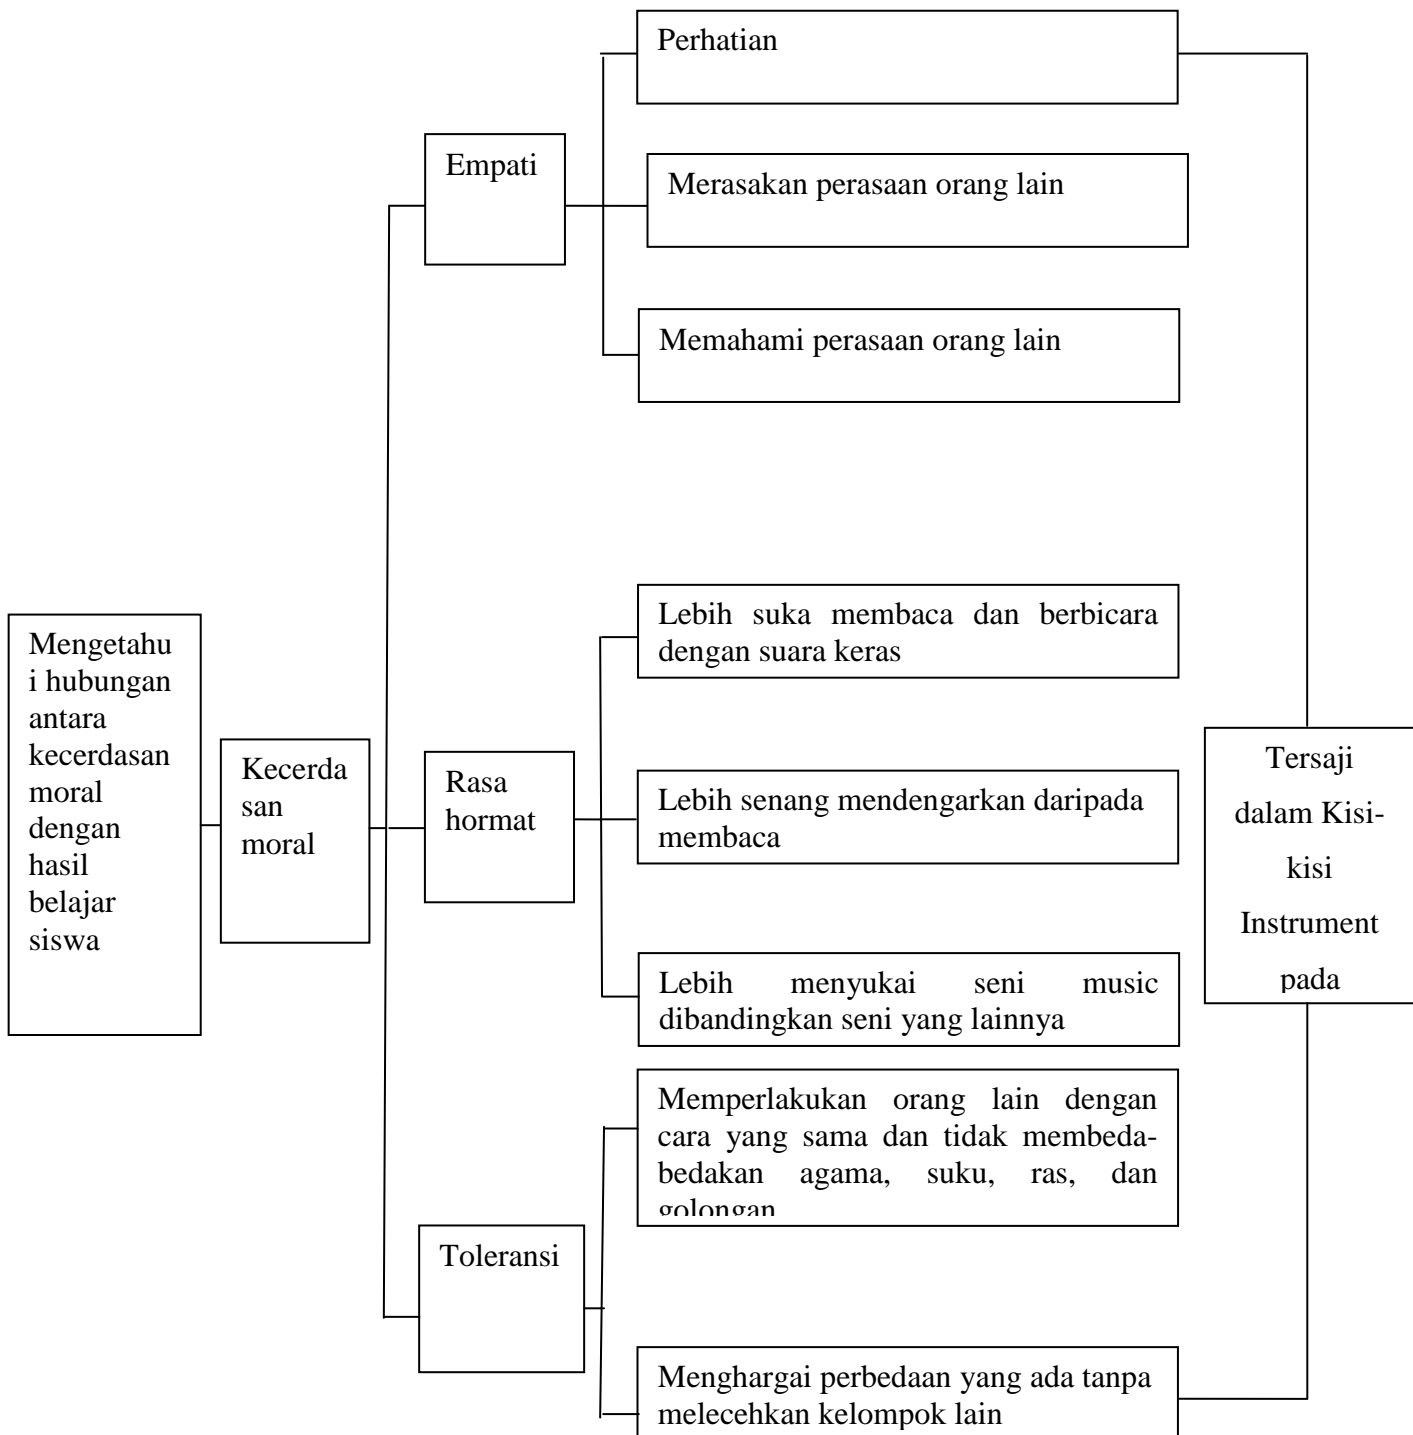 Perhatian
Empati
Merasakan perasaan orang lain
Memahami perasaan orang lain
Mengetahu
i hubungan
antara
kecerdasan
moral
dengan
hasil
belajar
siswa
Kecerda
san
moral
Rasa
hormat
Lebih suka membaca dan berbicara
dengan suara keras
Lebih senang mendengarkan daripada
membaca
Lebih menyukai seni music
dibandingkan seni yang lainnya
Tersaji
dalam Kisi-
kisi
Instrument
pada
Toleransi
Memperlakukan orang lain dengan
cara yang sama dan tidak membeda-
bedakan agama, suku, ras, dan
golongan
Menghargai perbedaan yang ada tanpa
melecehkan kelompok lain